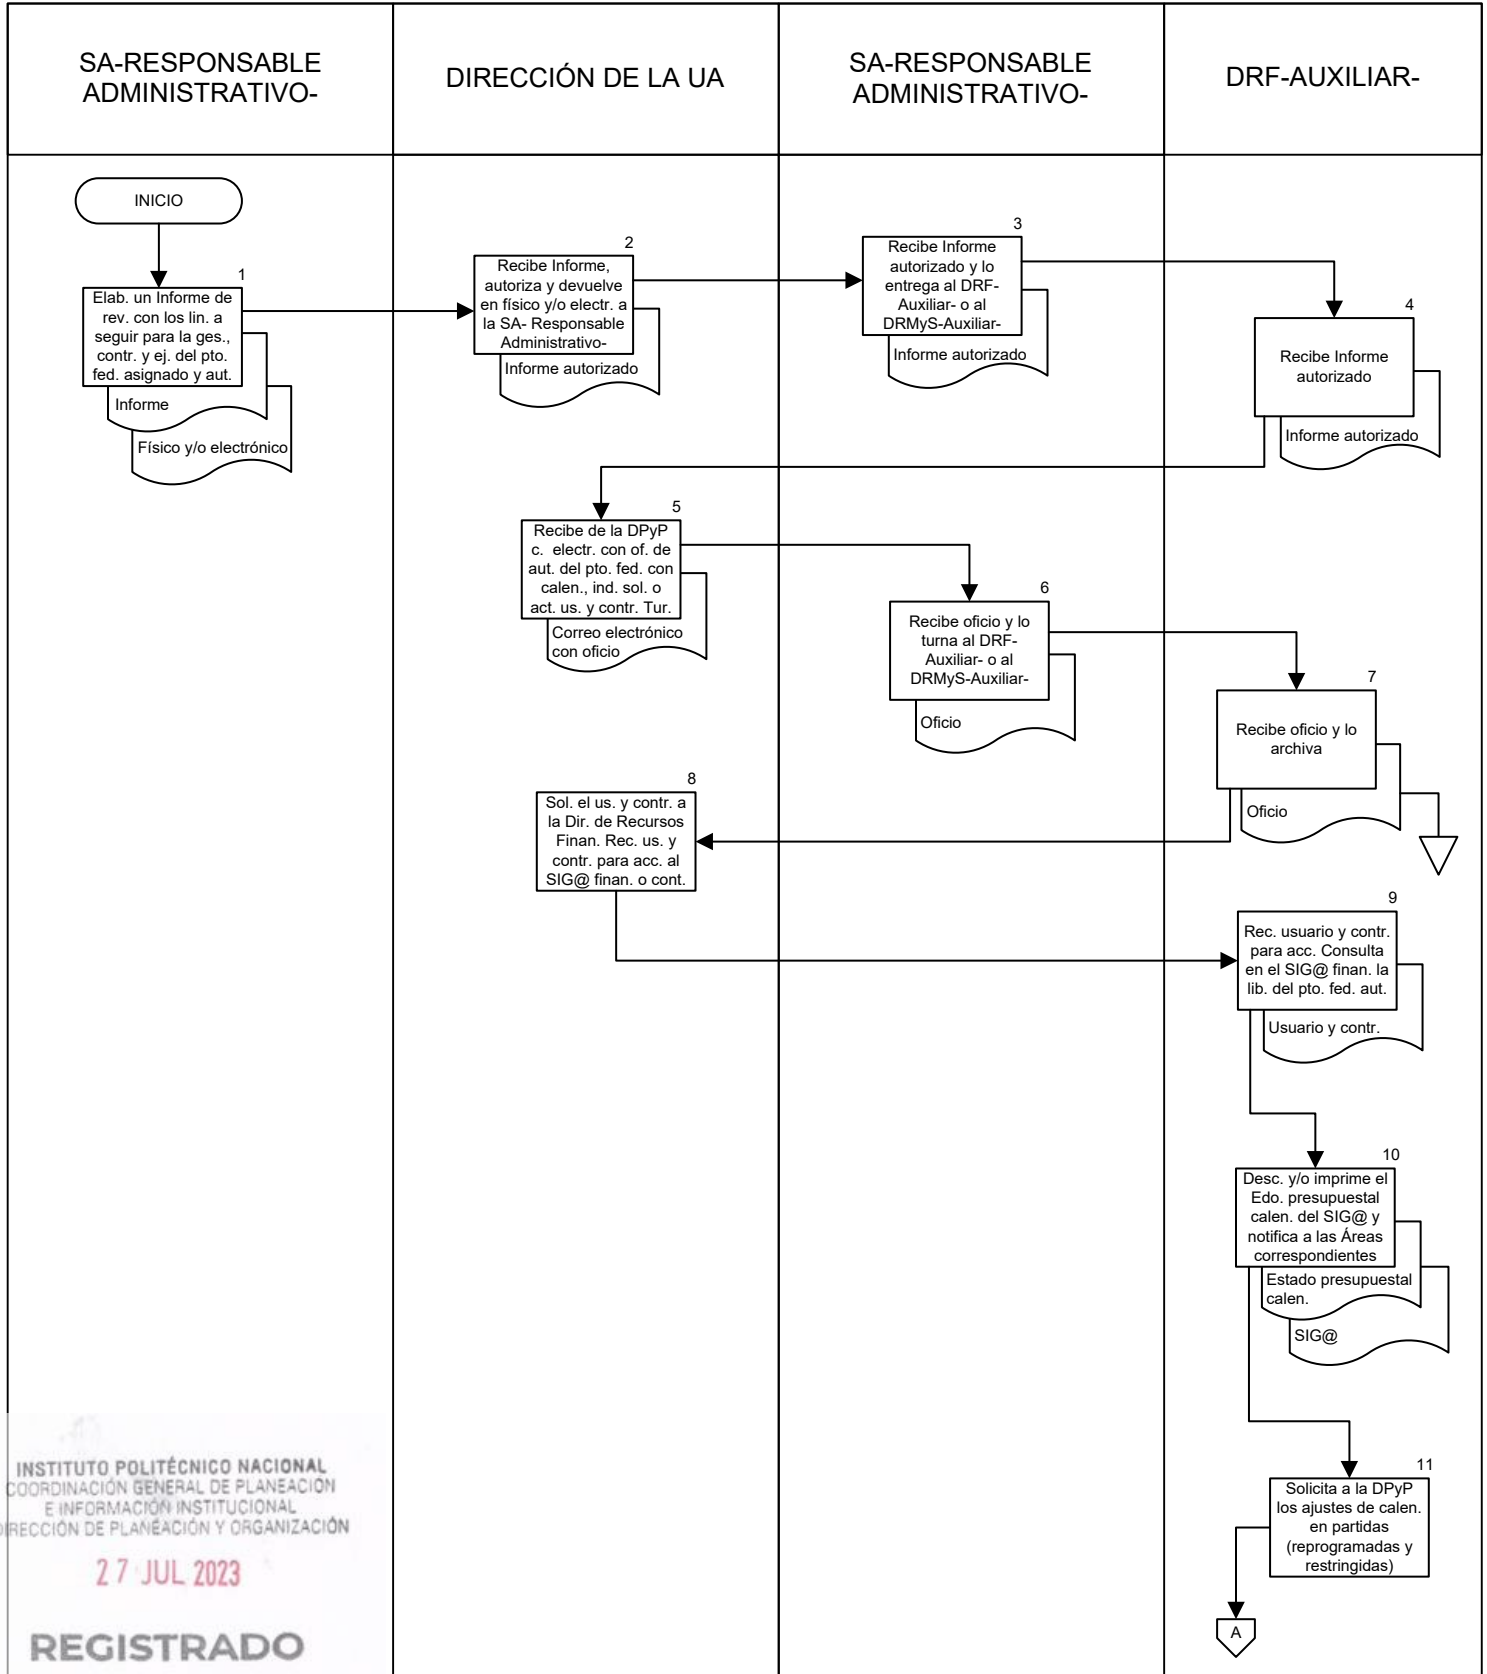 SA-RESPONSABLE
ADMINISTRATIVO-
DIRECCIÓN DE LA UA
SA-RESPONSABLE
ADMINISTRATIVO-
DRF-AUXILIAR-
INICIO
1
Elab. un Informe de
rev. con los lin. a
seguir para la ges.,
contr. y ej. del pto.
fed. asignado y aut.
Informe
Físico y/o electrónico
2
Recibe Informe,
autoriza y devuelve
en físico y/o electr. a
la SA- Responsable
Administrativo-
Informe autorizado
3
Recibe Informe
autorizado y lo
entrega al DRF-
Auxiliar- o al
DRMyS-Auxiliar-
Informe autorizado
4
Recibe Informe
autorizado
Informe autorizado
5
Recibe de la DPyP
c. electr. con of. de
aut. del pto. fed. con
calen., ind. sol. o
act. us. y contr. Tur.
Correo electrónico
con oficio
6
Recibe oficio y lo
turna al DRF-
Auxiliar- o al
DRMyS-Auxiliar-
Oficio
7
Recibe oficio y lo
archiva
Oficio
8
Sol. el us. y contr. a
la Dir. de Recursos
Finan. Rec. us. y
contr. para acc. al
SIG@ finan. o cont.
9
Rec. usuario y contr.
para acc. Consulta
en el SIG@ finan. la
lib. del pto. fed. aut.
Usuario y contr.
10
Desc. y/o imprime el
Edo. presupuestal
calen. del SIG@ y
notifica a las Áreas
correspondientes
Estado presupuestal
calen.
SIG@
11
Solicita a la DPyP
los ajustes de calen.
en partidas
(reprogramadas y
restringidas)
A
INSTITUTO POLITÉCNICO NACIONAL
COORDINACIÓN GENERAL DE PLANEACIÓN
E INFORMACIÓN INSTITUCIONAL
DIRECCIÓN DE PLANEACIÓN Y ORGANIZACIÓN
27 JUL 2023
REGISTRADO